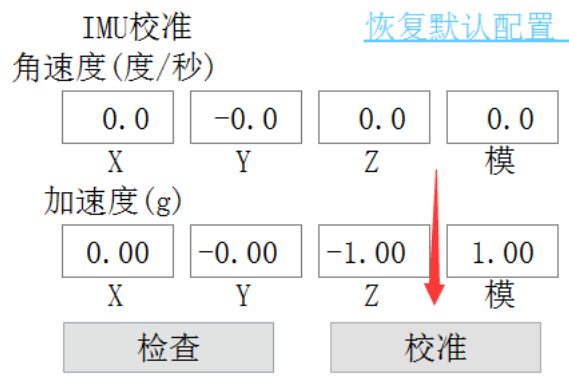 IMU校准 恢复默认配置
角速度(度/秒)
0.0 -0.0 0.0 0.0
X Y Z 模
加速度(g)
0.00 -0.00 -1.00 1.00
X Y Z 模
检查 校准